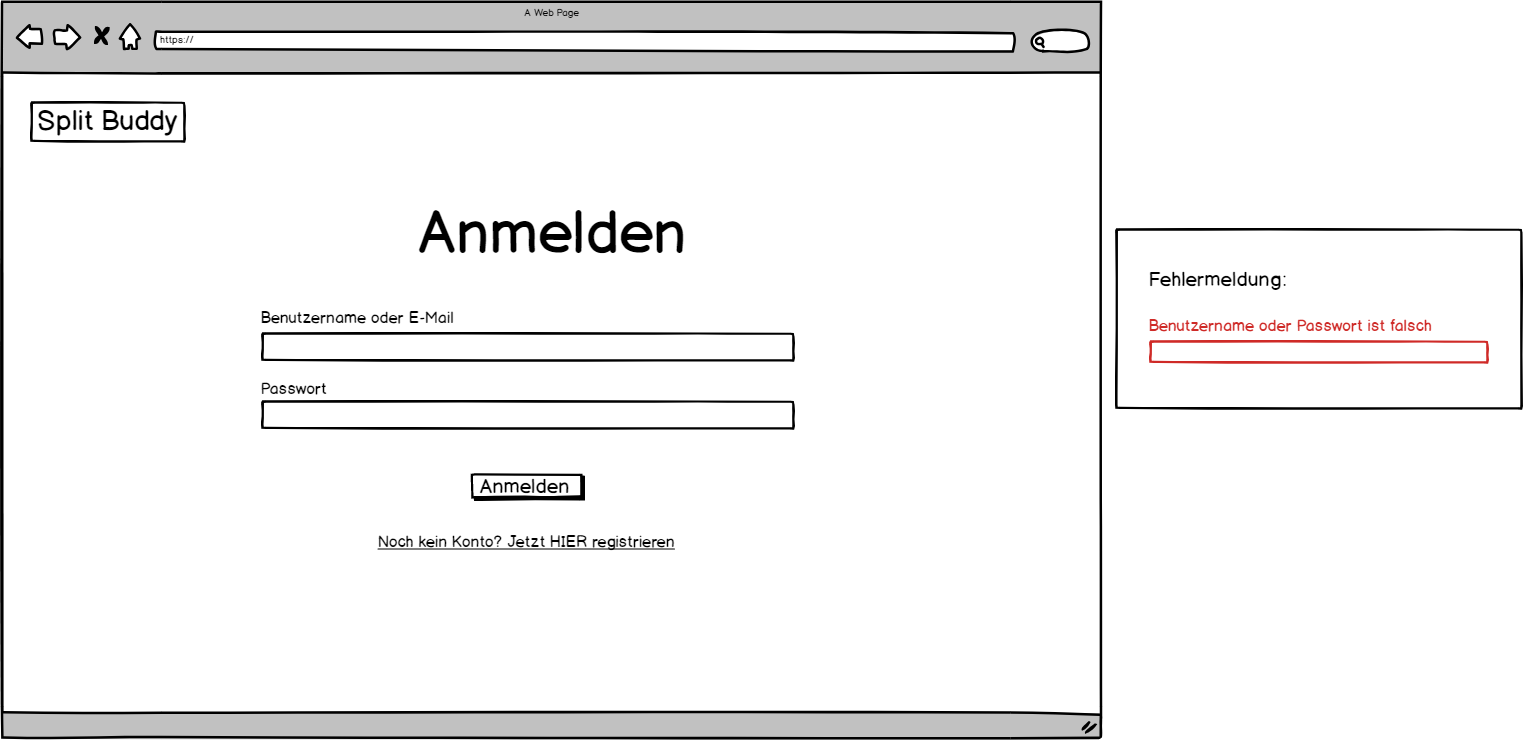 A Web Page
https://
Split Buddy
Anmelden
Benutzername oder E-Mail
Passwort
Anmelden
Noch kein Konto? Jetzt HIER registrieren
Fehlermeldung:
Benutzername oder Passwort ist falsch